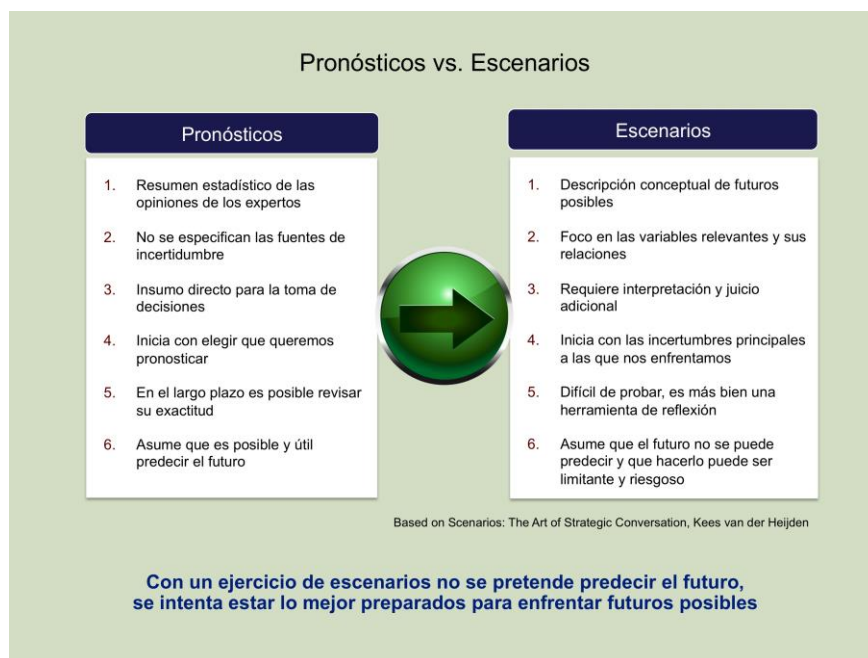 Pronósticos vs. Escenarios
Pronósticos
1. Resumen estadístico de las
opiniones de los expertos
2. No se especifican las fuentes de
incertidumbre
3. Insumo directo para la toma de
decisiones
4. Inicia con elegir que queremos
pronosticar
5. En el largo plazo es posible revisar
su exactitud
6. Asume que es posible y útil
predecir el futuro
Escenarios
1. Descripción conceptual de futuros
posibles
2. Foco en las variables relevantes y sus
relaciones
3. Requiere interpretación y juicio
adicional
4. Inicia con las incertumbres principales
a las que nos enfrentamos
5. Difícil de probar, es más bien una
herramienta de reflexión
6. Asume que el futuro no se puede
predecir y que hacerlo puede ser
limitante y riesgoso
Based on Scenarios: The Art of Strategic Conversation, Kees van der Heijden
Con un ejercicio de escenarios no se pretende predecir el futuro,
se intenta estar lo mejor preparados para enfrentar futuros posibles